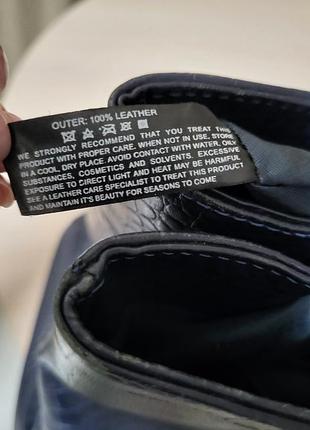 OUTER: 100% LEATHER
WE STRONGLY RECOMMEND THAT YOU TREAT THIS
PRODUCT WITH PROPER CARE. WHEN NOT IN USE, STORE
IN A COOL, DRY PLACE. AVOID CONTACT WITH WATER, OILY
SUBSTANCES, COSMETICS AND SOLVENTS. EXCESSIVE
EXPOSURE TO DIRECT LIGHT AND HEAT MAY BE HARMFUL
SEE A LEATHER CARE SPECIALIST TO TREAT THIS STAIN
AND MAINTAIN IT'S BEAUTY FOR SEASONS TO COME